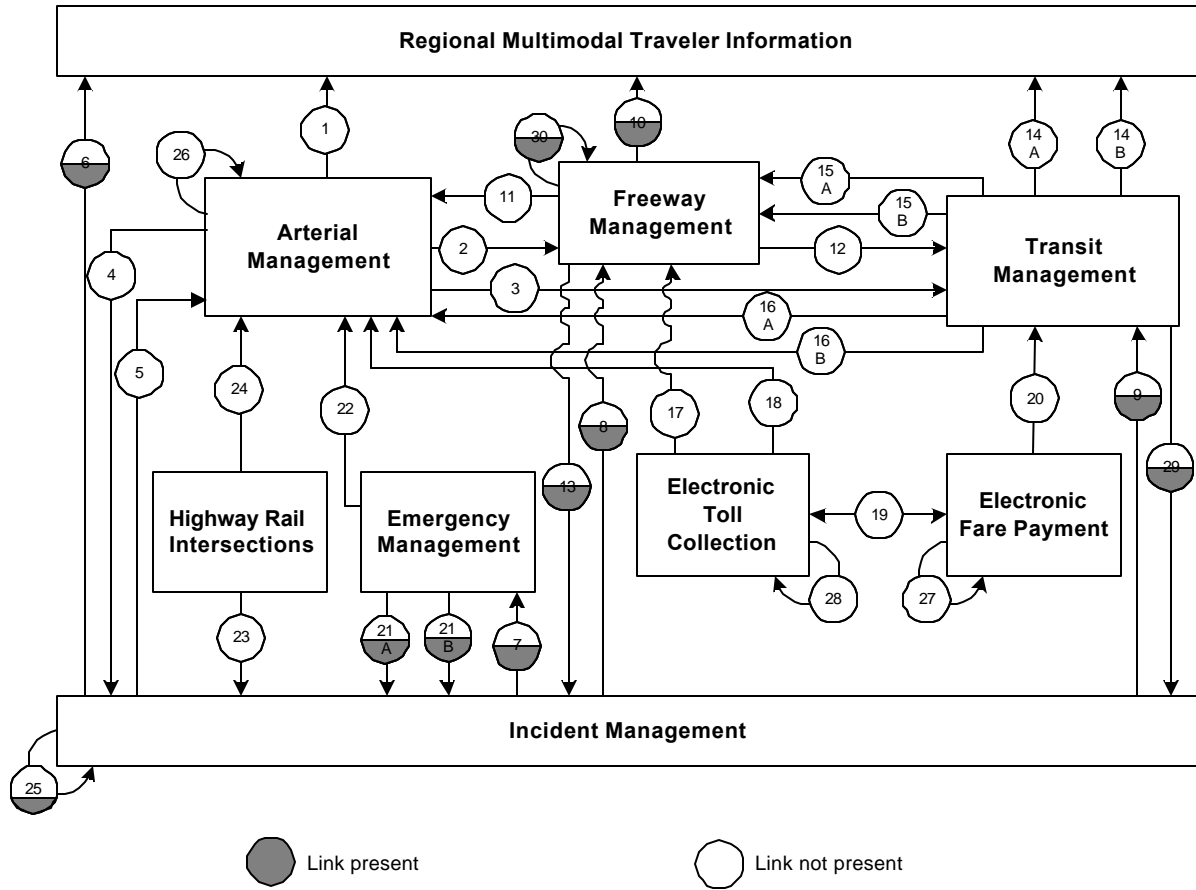 Regional Multimodal Traveler Information
1
10
14
A
14
B
6
26
30
11
15
A
15
B
Freeway
Management
Arterial
Management
Transit
Management
2
12
4
3
16
A
16
B
5
24
22
17
18
20
9
8
13
29
Highway Rail
Intersections
Emergency
Management
Electronic
Toll
Collection
19
Electronic
Fare Payment
28
27
23
21
A
21
B
7
Incident Management
25
Link present
Link not present